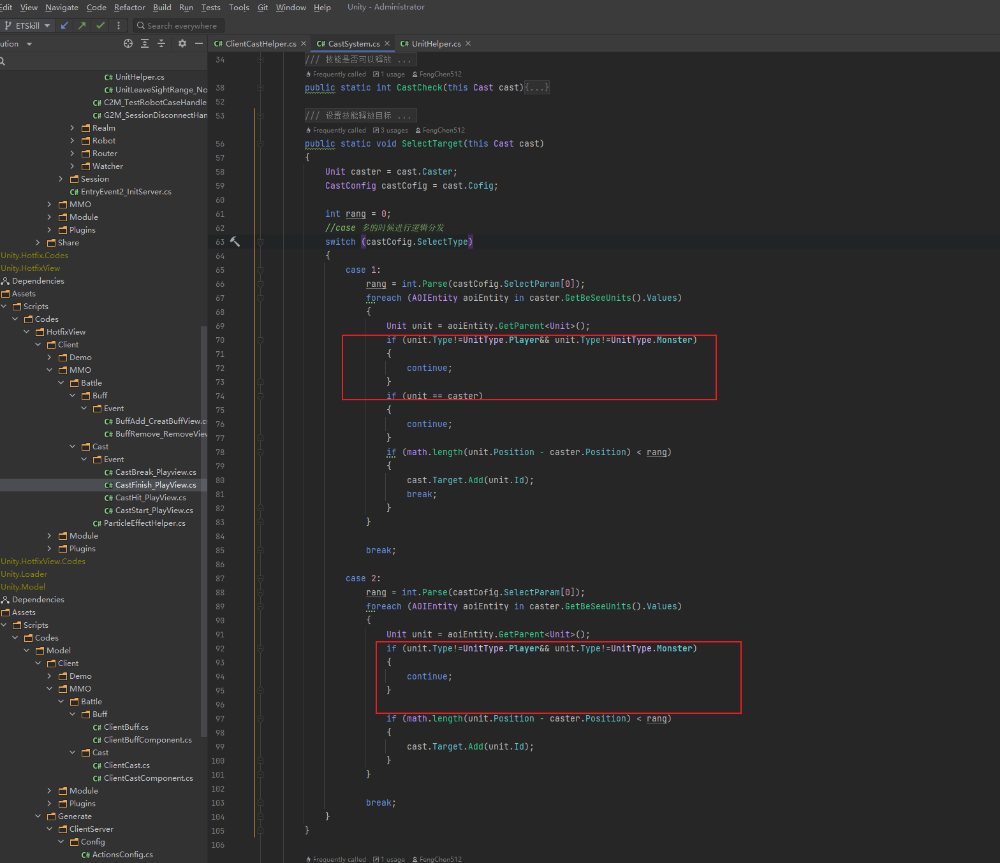 Edit View Navigate Code Refactor Build Run Tests Tools Git Window Help Unity - Administrator
ETSkill Search everywhere
ution
ClientCastHelper.cs CastSystem.cs UnitHelper.cs
C# UnitHelper.cs
C# UnitLeaveSightRange_No
C# C2M_TestRobotCaseHandle
C# G2M_SessionDisconnectHan
Realm
Robot
Router
Watcher
Session
C# EntryEvent2_InitServer.cs
MMO
Module
Plugins
Share
Unity.Hotfix.Codes
Unity.HotfixView
Dependencies
Assets
Scripts
Codes
HotfixView
Client
Demo
MMO
Battle
Buff
Event
C# BuffAdd_CreatBuffView.cs
C# BuffRemove_RemoveView
Cast
Event
C# CastBreak_Playview.cs
C# CastFinish_PlayView.cs
C# CastHit_PlayView.cs
C# CastStart_PlayView.cs
C# ParticleEffectHelper.cs
Module
Plugins
Unity.HotfixView.Codes
Unity.Loader
Unity.Model
Dependencies
Assets
Scripts
Codes
Model
Client
Demo
MMO
Battle
Buff
C# ClientBuff.cs
C# ClientBuffComponent.cs
Cast
C# ClientCast.cs
C# ClientCastComponent.cs
Module
Plugins
Generate
ClientServer
Config
C# ActionsConfig.cs
34 /// 技能是否可以释放 ...
Frequently called 1 usage FengChen512
38 public static int CastCheck(this Cast cast){...}
52
53 /// 设置技能释放目标 ...
Frequently called 3 usages FengChen512
56 public static void SelectTarget(this Cast cast)
57 {
58 Unit caster = cast.Caster;
59 CastConfig castCofig = cast.Cofig;
60
61 int rang = 0;
62 //case 多的时候进行逻辑分发
63 switch (castCofig.SelectType)
64 {
65 case 1:
66 rang = int.Parse(castCofig.SelectParam[0]);
67 foreach (AOIEntity aoiEntity in caster.GetBeSeeUnits().Values)
68 {
69 Unit unit = aoiEntity.GetParent<Unit>();
70 if (unit.Type!=UnitType.Player&& unit.Type!=UnitType.Monster)
71 {
72 continue;
73 }
74 if (unit == caster)
75 {
76 continue;
77 }
78 if (math.length(unit.Position - caster.Position) < rang)
79 {
80 cast.Target.Add(unit.Id);
81 break;
82 }
83 }
84
85 break;
86
87 case 2:
88 rang = int.Parse(castCofig.SelectParam[0]);
89 foreach (AOIEntity aoiEntity in caster.GetBeSeeUnits().Values)
90 {
91 Unit unit = aoiEntity.GetParent<Unit>();
92 if (unit.Type!=UnitType.Player&& unit.Type!=UnitType.Monster)
93 {
94 continue;
95 }
96
97 if (math.length(unit.Position - caster.Position) < rang)
98 {
99 cast.Target.Add(unit.Id);
100 }
101 }
102
103 break;
104 }
105 }
106
Frequently called 1 usage FengChen512